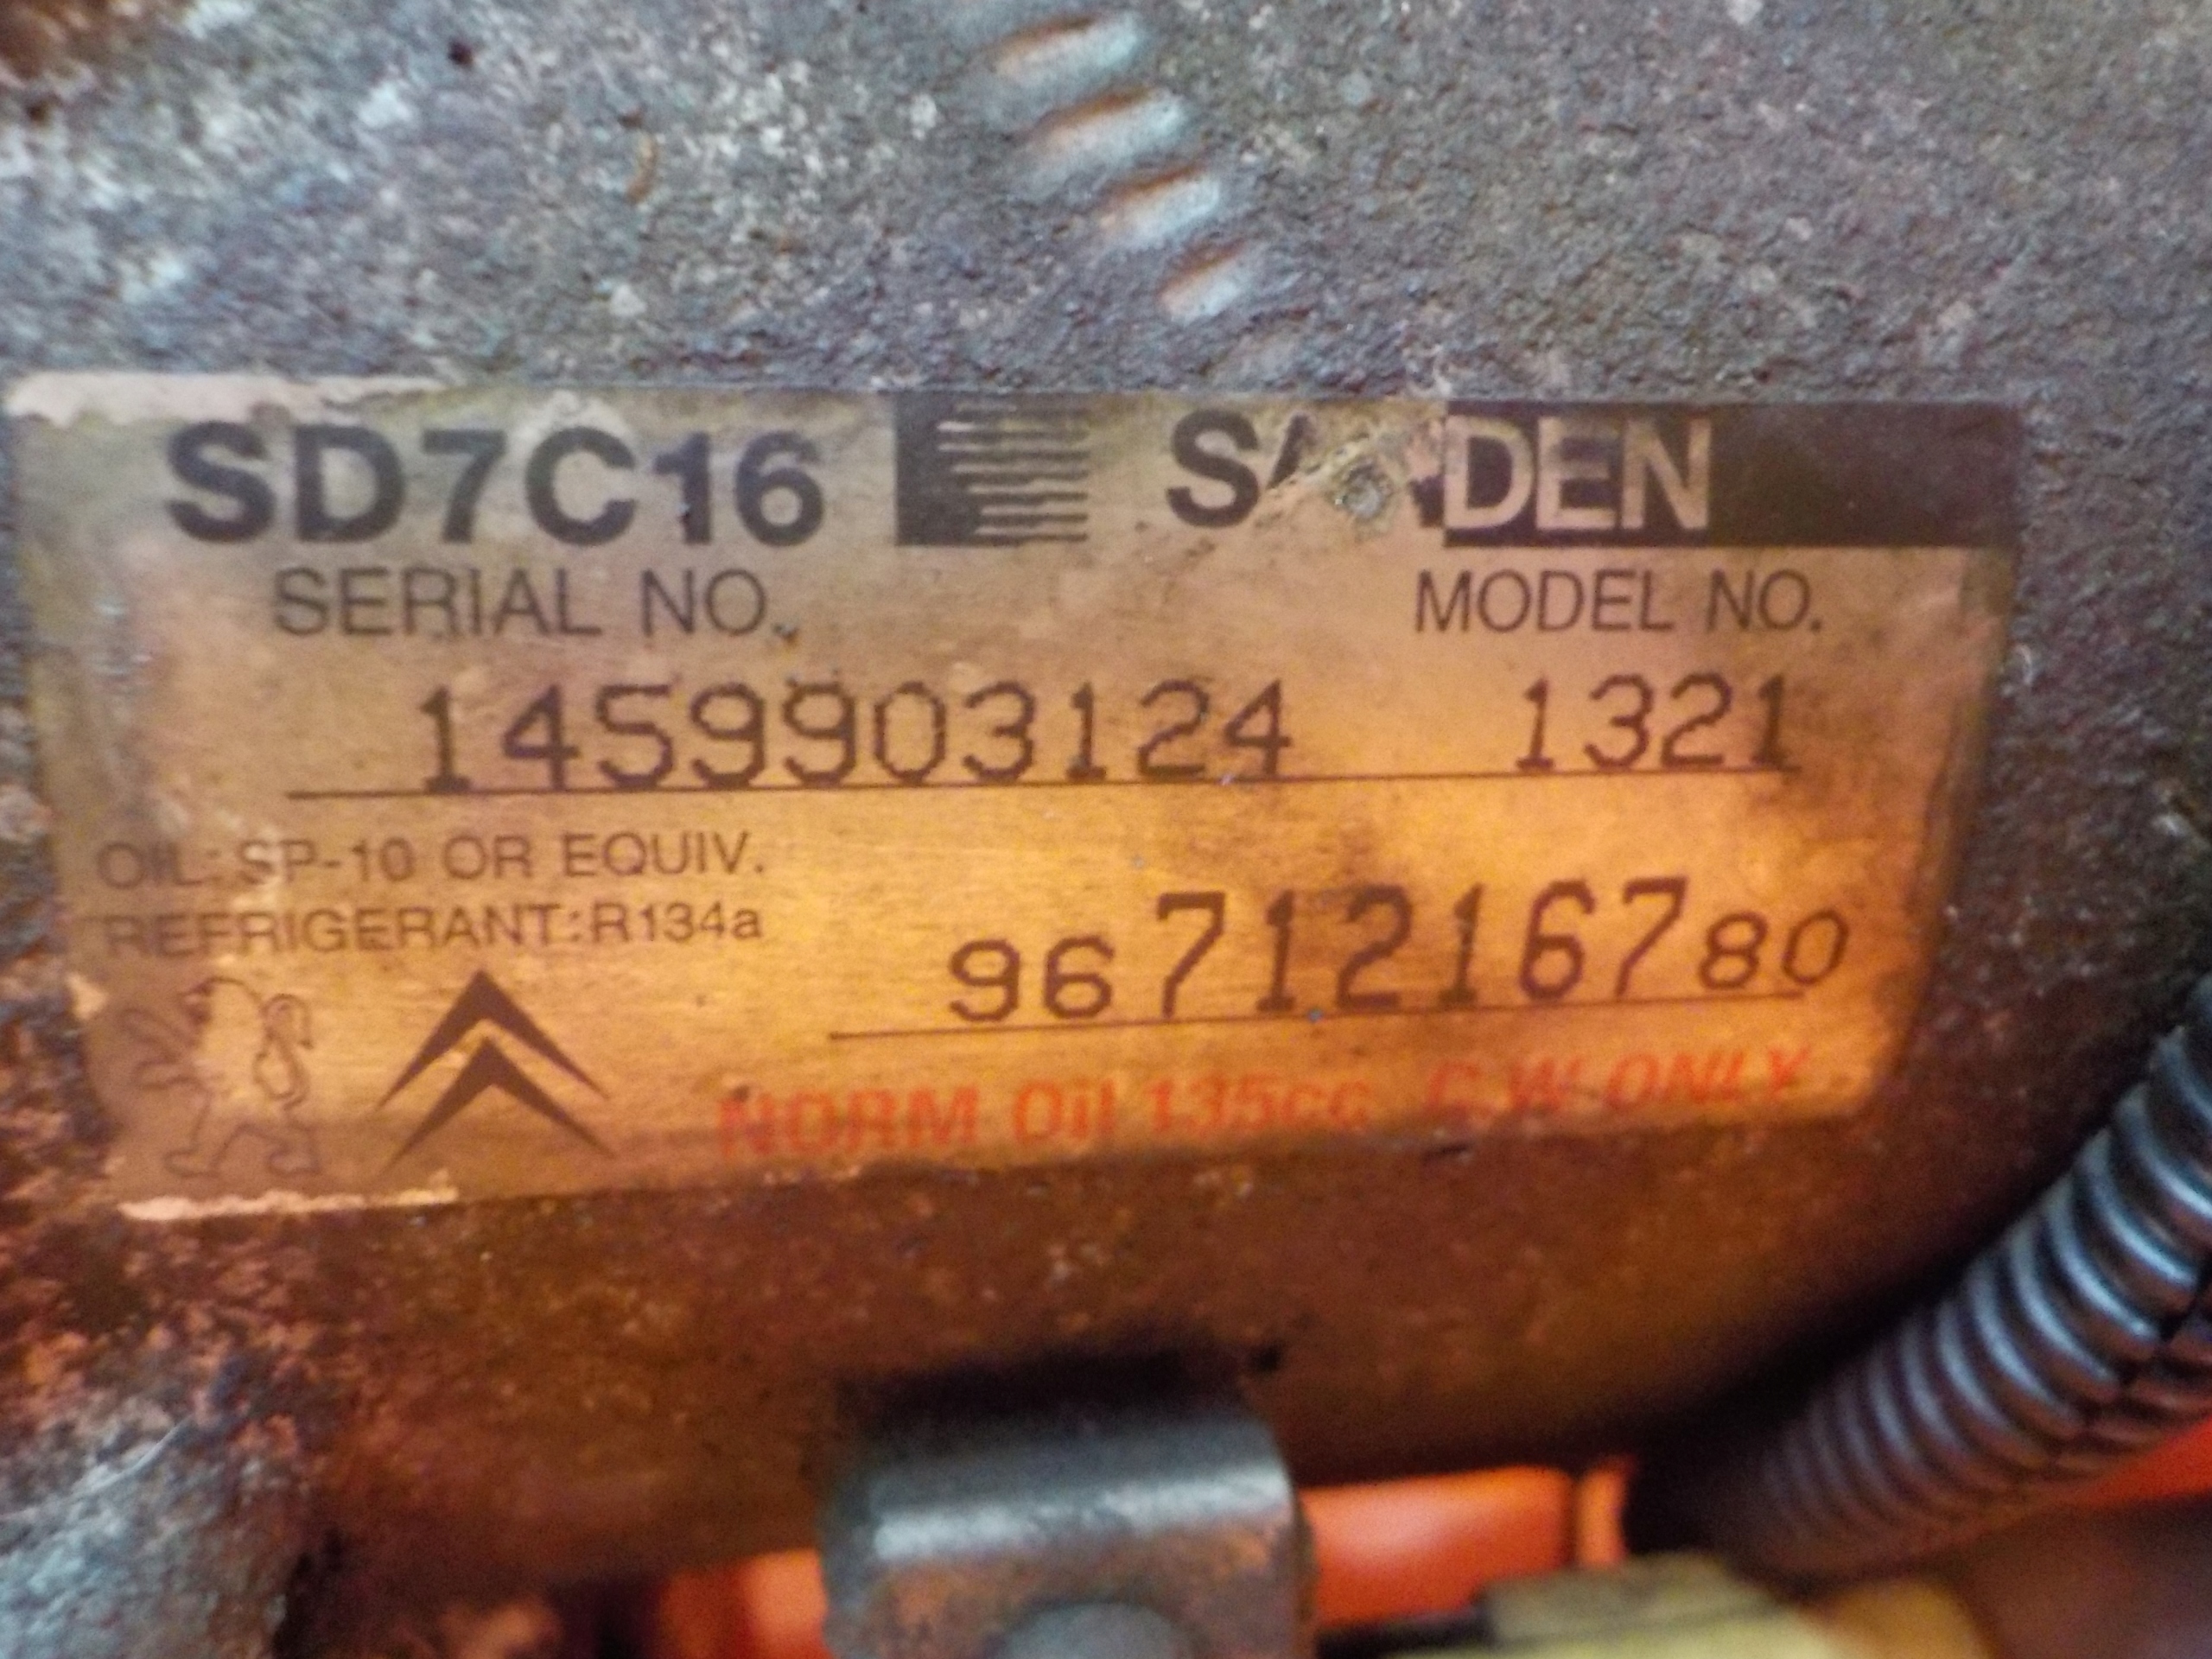 SD7C16 SANDEN
SERIAL NO. MODEL NO.
1459903124 1321
OIL: SP-10 OR EQUIV.
REFRIGERANT:R134a
9671216780
NORM Oil 135cc C.W ONLY